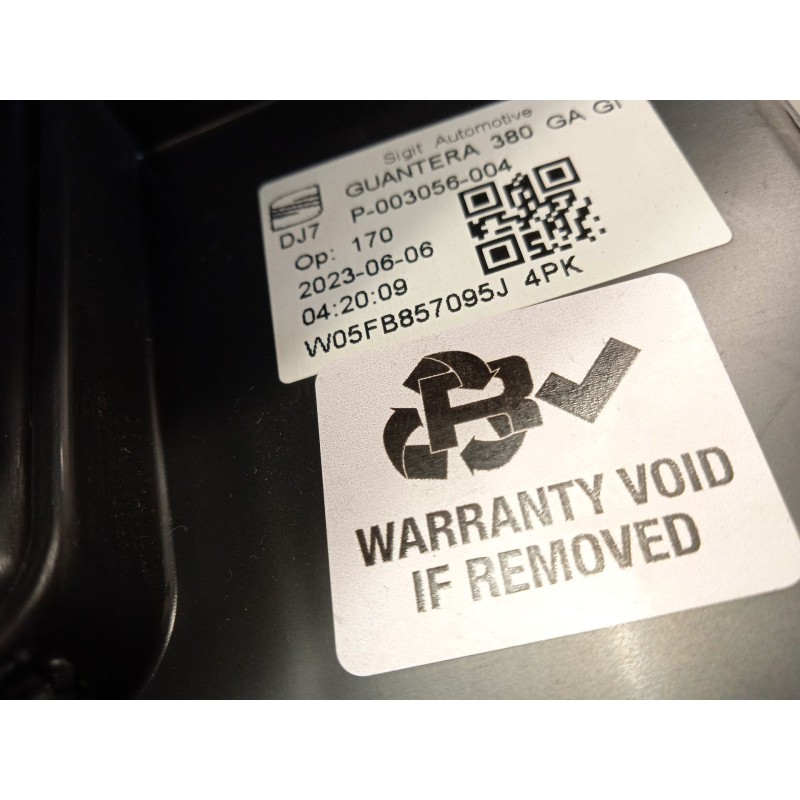 Sigit Automotive
GUANTERA 380 GA GI
P-003056-004
DJ7
Op: 170
2023-06-06
04:20:09
W05FB857095J 4PK
R
WARRANTY VOID
IF REMOVED